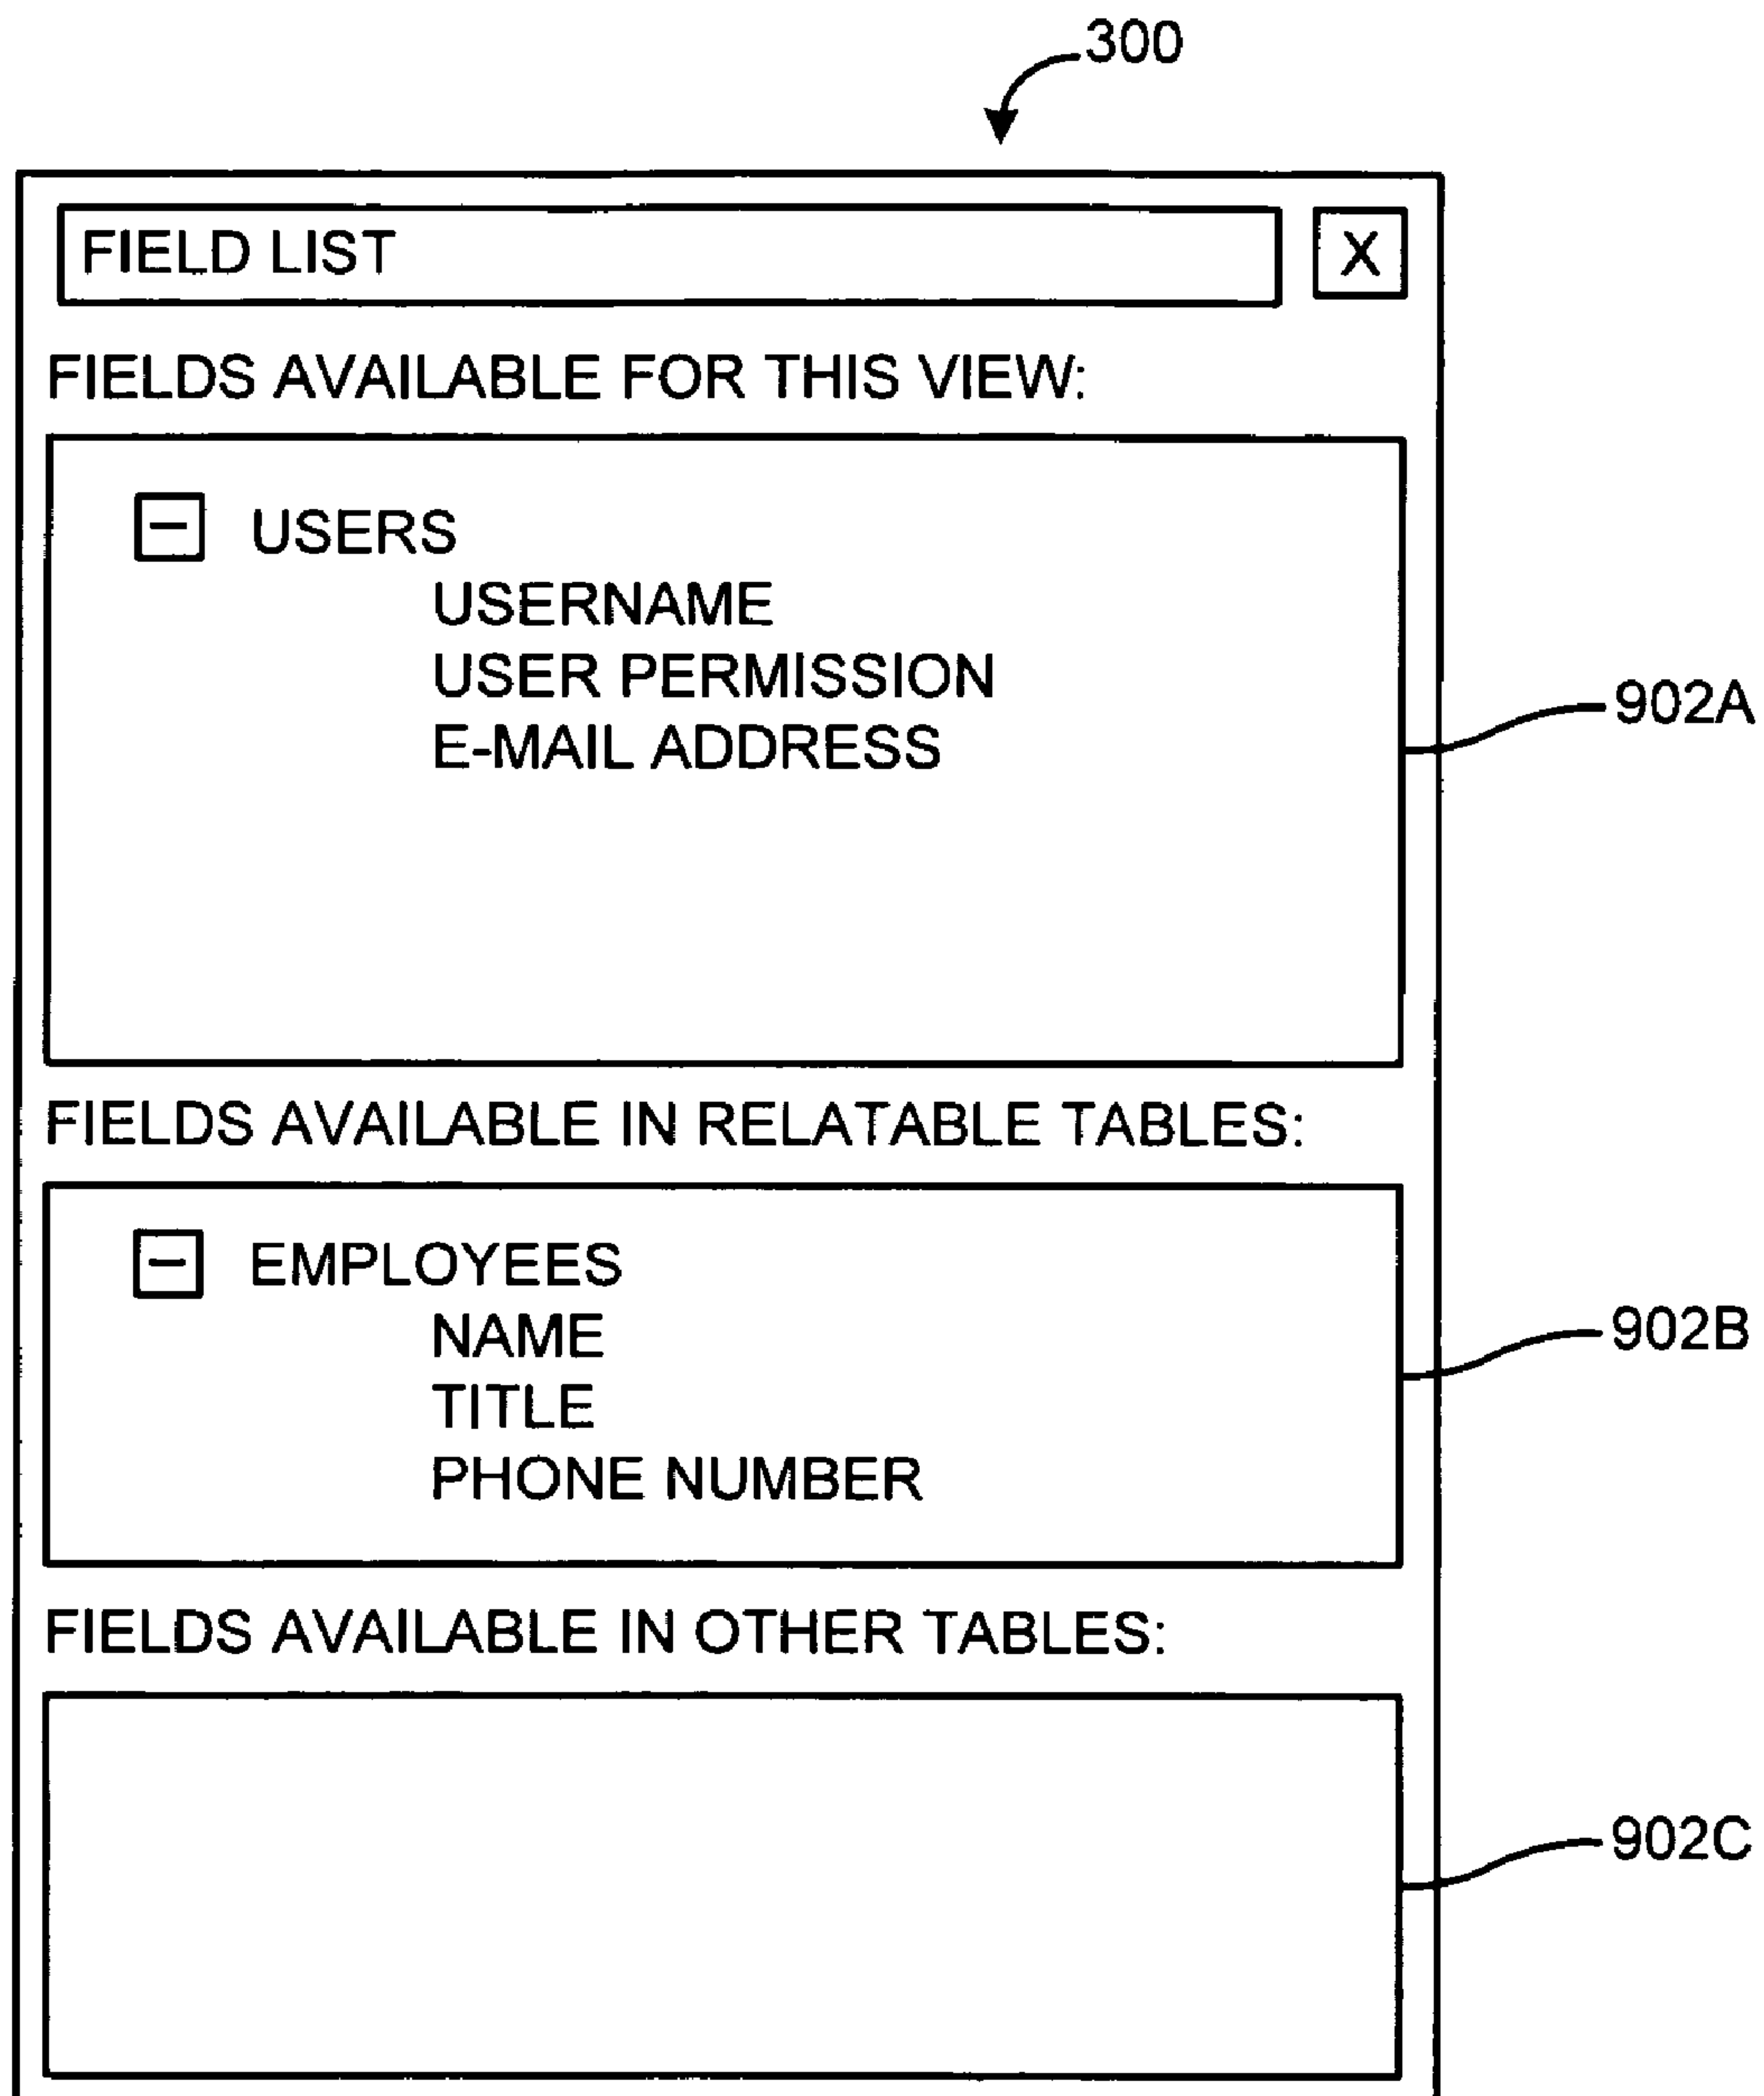 300
FIELD LIST
X
FIELDS AVAILABLE FOR THIS VIEW:
USERS
USERNAME
USER PERMISSION
E-MAIL ADDRESS
902A
FIELDS AVAILABLE IN RELATABLE TABLES:
EMPLOYEES
NAME
TITLE
PHONE NUMBER
902B
FIELDS AVAILABLE IN OTHER TABLES:
902C